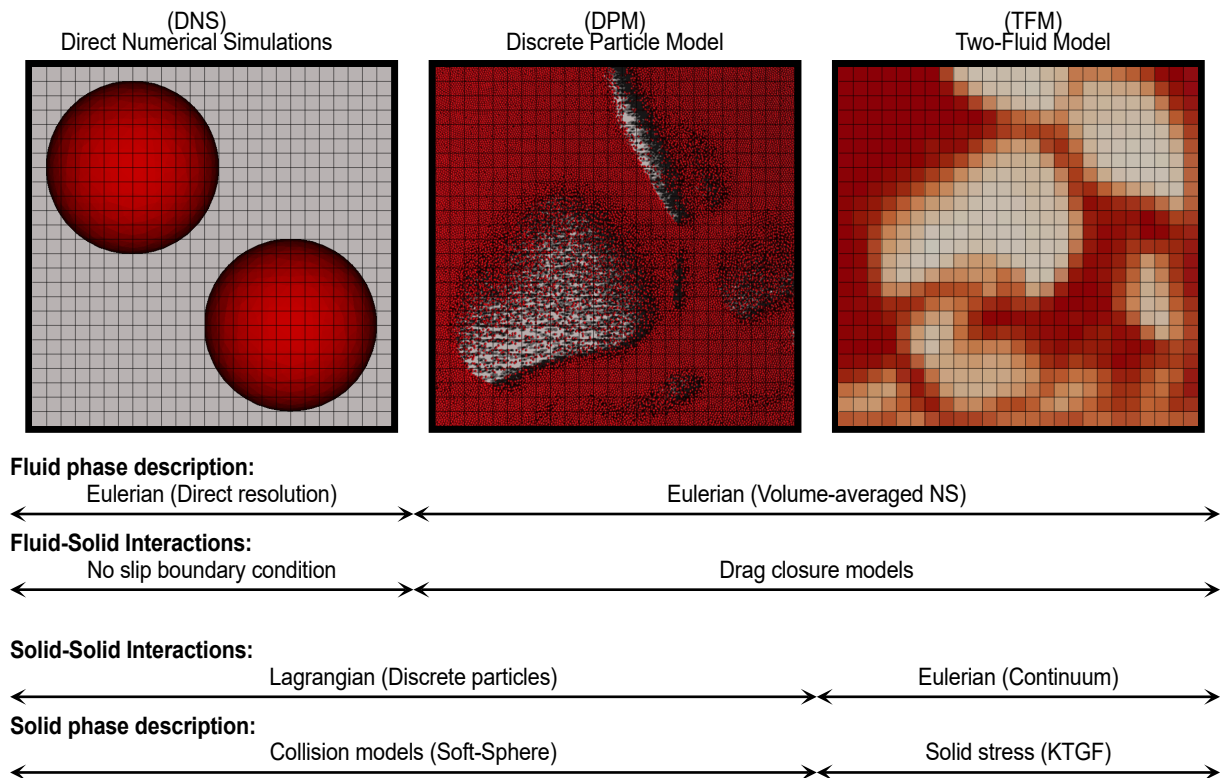 (DNS)
Direct Numerical Simulations
(DPM)
Discrete Particle Model
(TFM)
Two-Fluid Model
Fluid phase description:
Eulerian (Direct resolution)
Eulerian (Volume-averaged NS)
Fluid-Solid Interactions:
No slip boundary condition
Drag closure models
Solid-Solid Interactions:
Lagrangian (Discrete particles)
Eulerian (Continuum)
Solid phase description:
Collision models (Soft-Sphere)
Solid stress (KTGF)